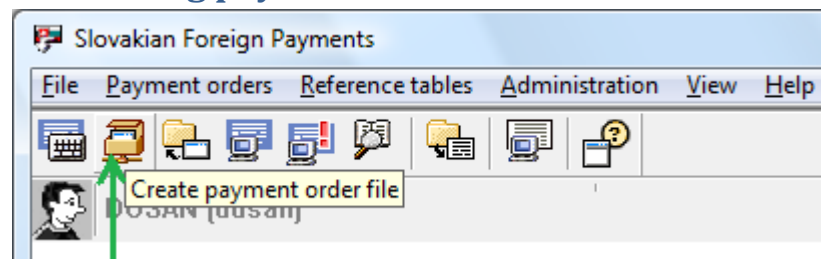 Slovakian Foreign Payments
File Payment orders Reference tables Administration View Help
Create payment order file